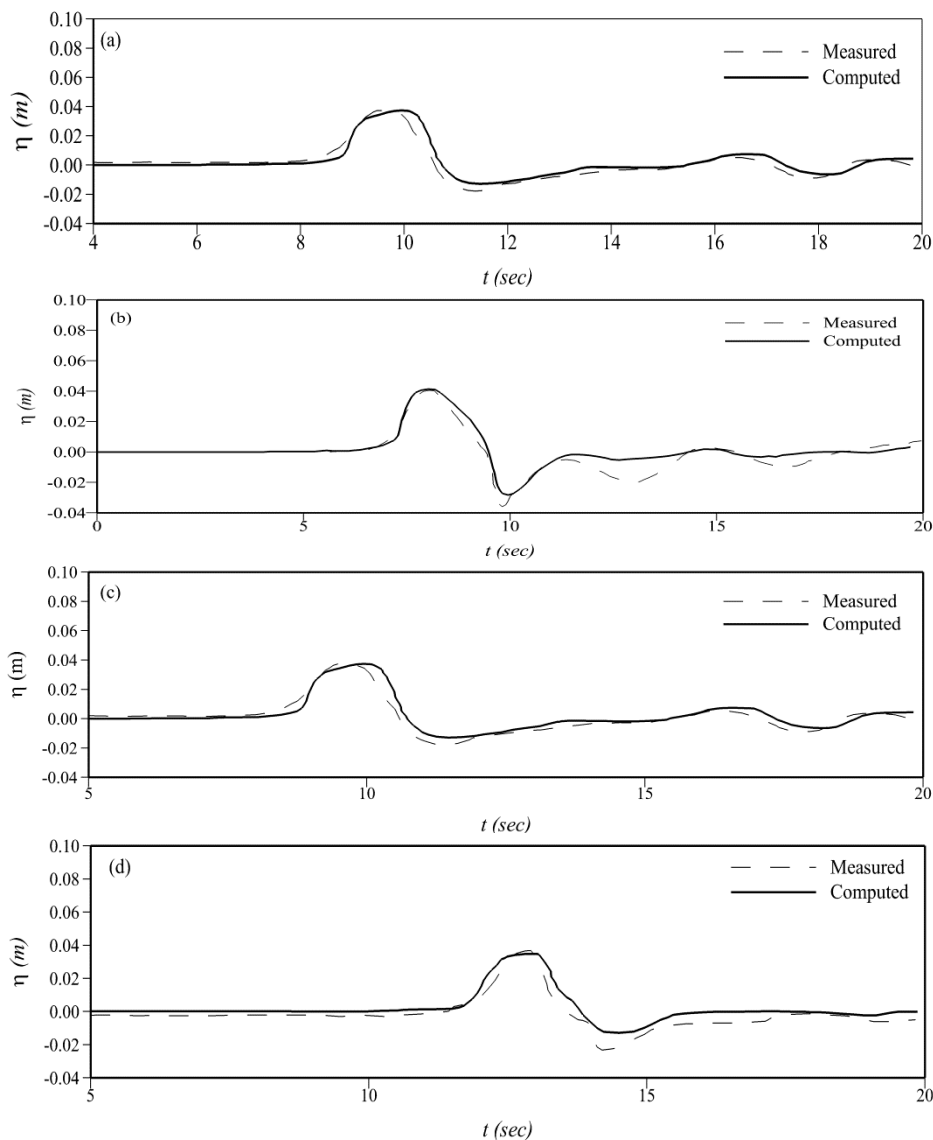 0.10
(a)
Measured
0.08
Computed
0.06
η (m)
0.04
0.02
0.00
-0.02
-0.04
4 6 8 10 12 14 16 18 20
t (sec)
0.10
(b)
Measured
0.08
Computed
0.06
η (m)
0.04
0.02
0.00
-0.02
-0.04
0 5 10 15 20
t (sec)
0.10
(c)
Measured
0.08
Computed
0.06
η (m)
0.04
0.02
0.00
-0.02
-0.04
5 10 15 20
t (sec)
0.10
(d)
Measured
0.08
Computed
0.06
η (m)
0.04
0.02
0.00
-0.02
-0.04
5 10 15 20
t (sec)